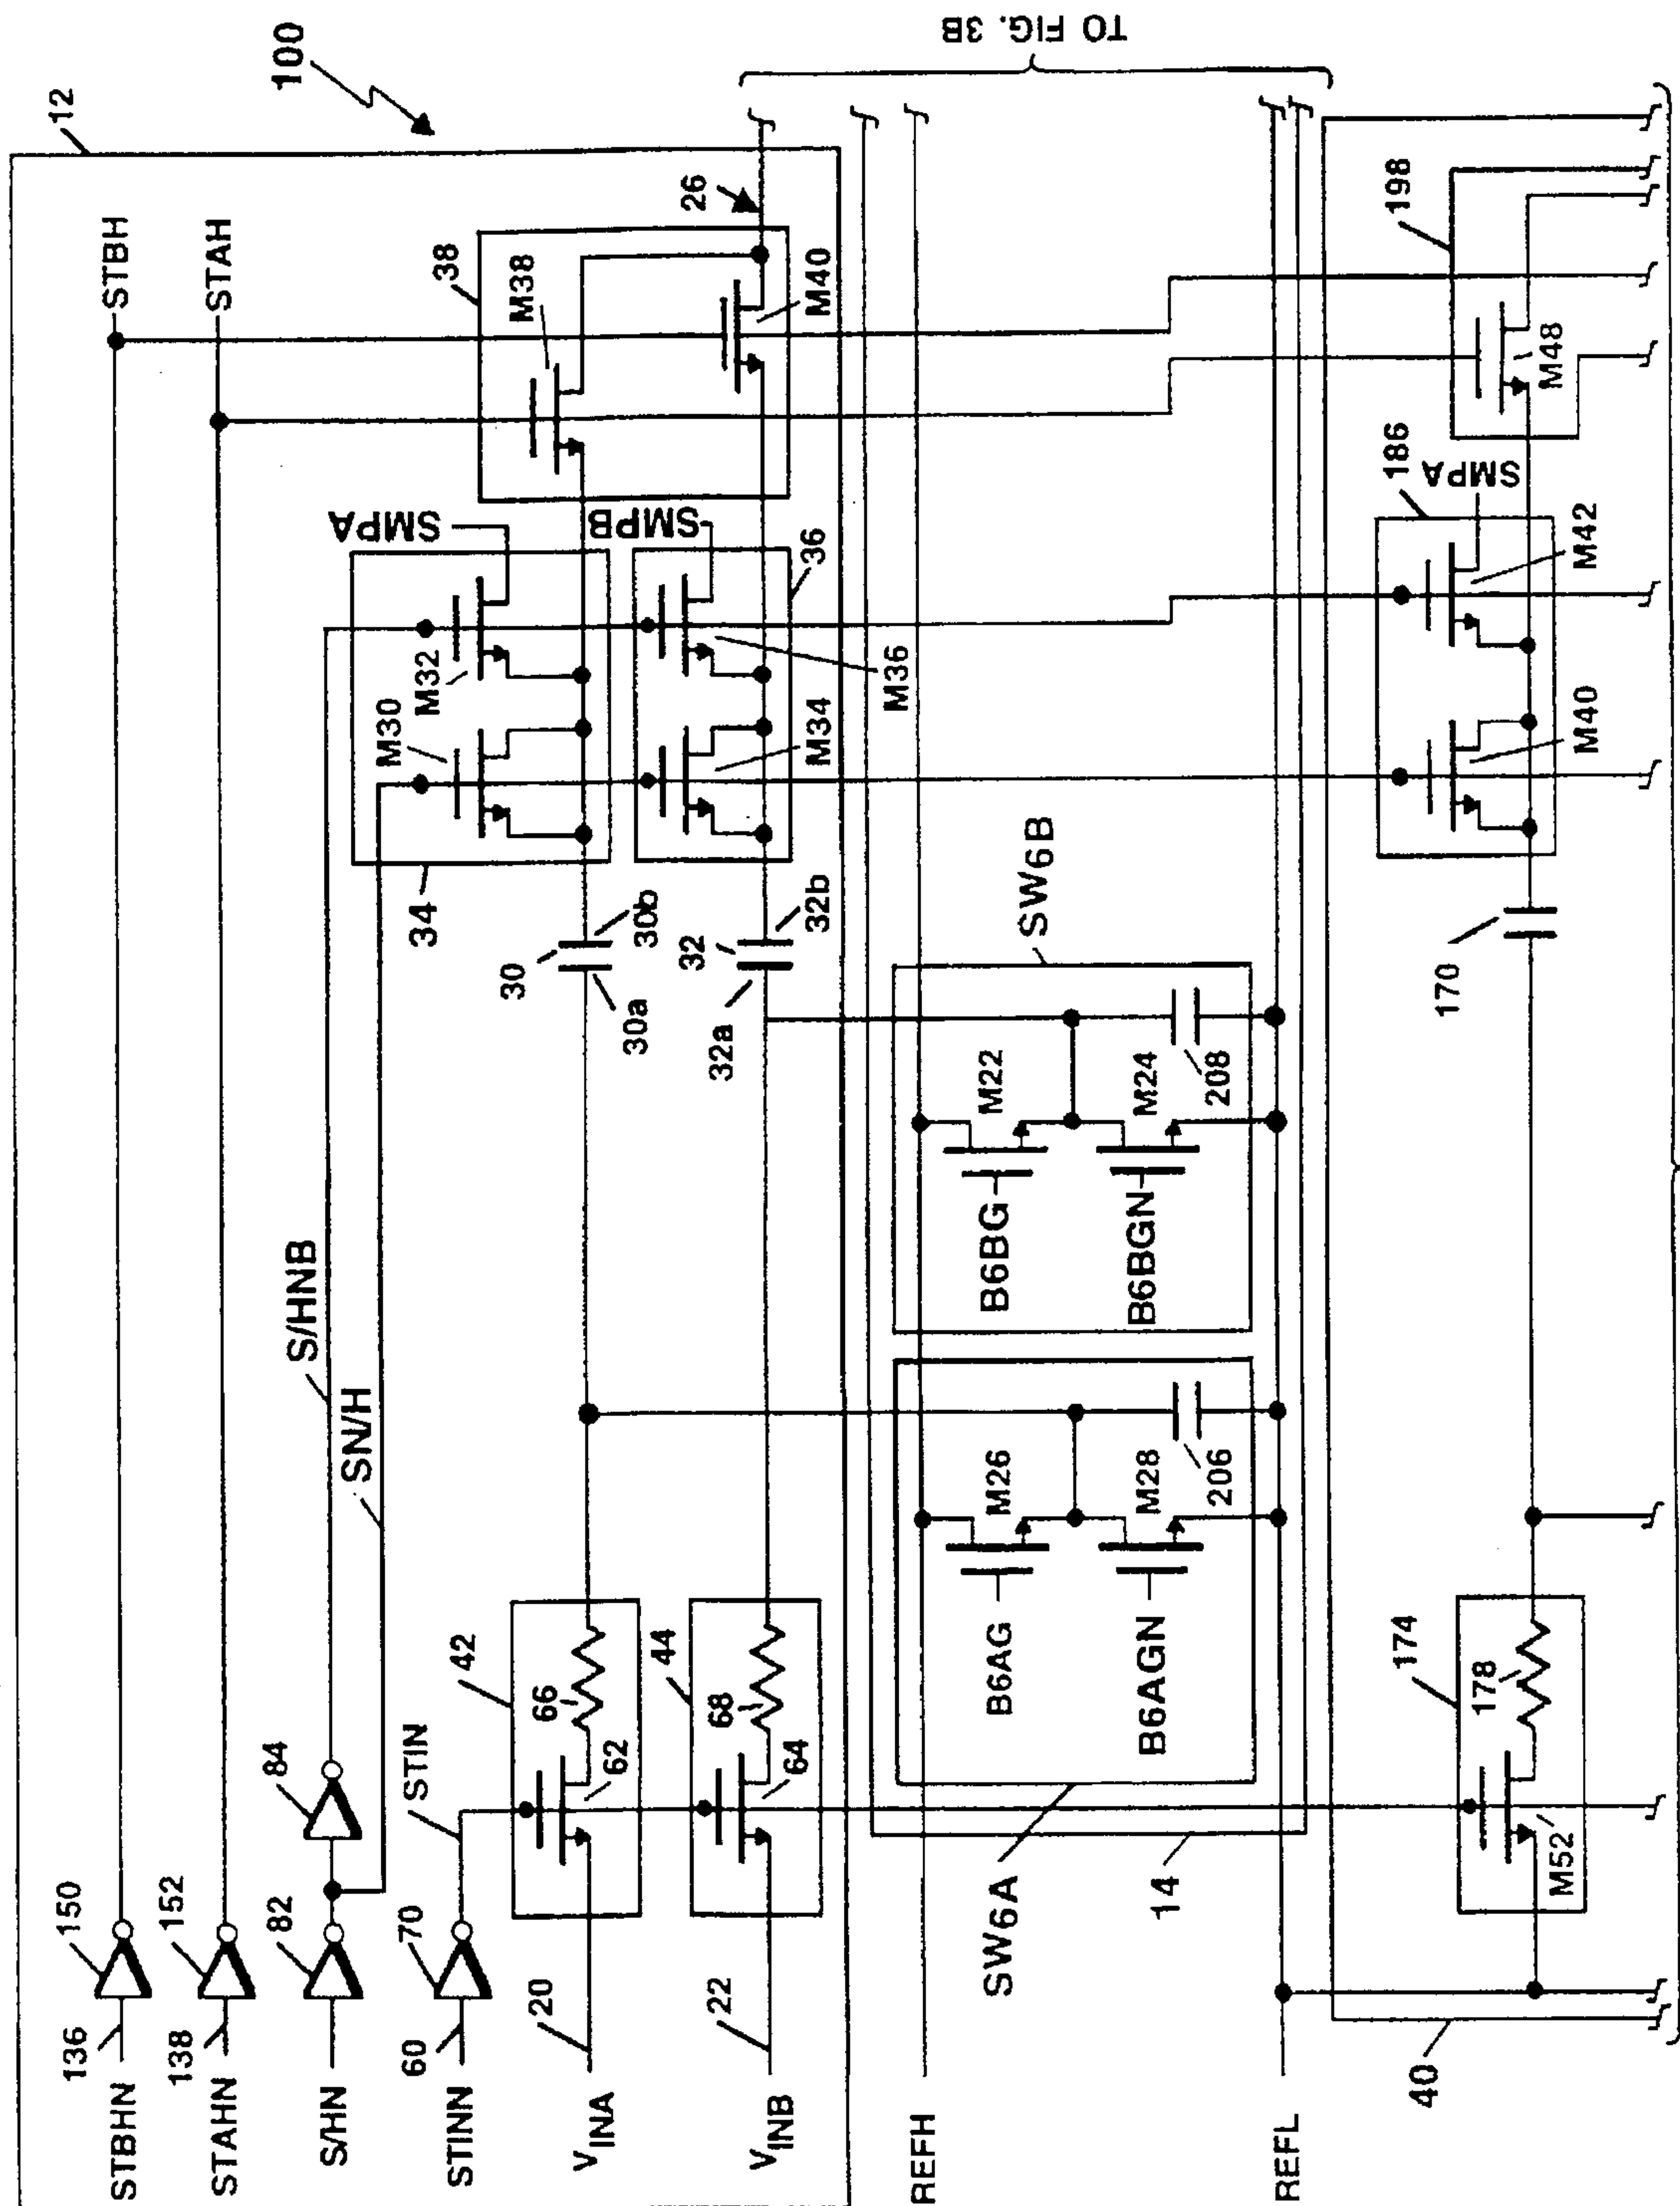 100
12
STBHN
136
150
STBH
STAHN
138
152
STAH
S/HN
82
84
S/HNB
SN/H
STINN
60
70
STIN
VINA
20
42
66
62
30
30a
30b
34
M30
M32
SMPA
38
M38
M40
26
VINB
22
44
68
64
32
32a
32b
M34
M36
SMPB
36
TO FIG. 3B
REFH
REFL
SW6A
14
B6AG
B6AGN
M26
M28
206
SW6B
B6BG
B6BGN
M22
M24
208
40
174
178
M52
170
186
M40
M42
SMPA
198
M48